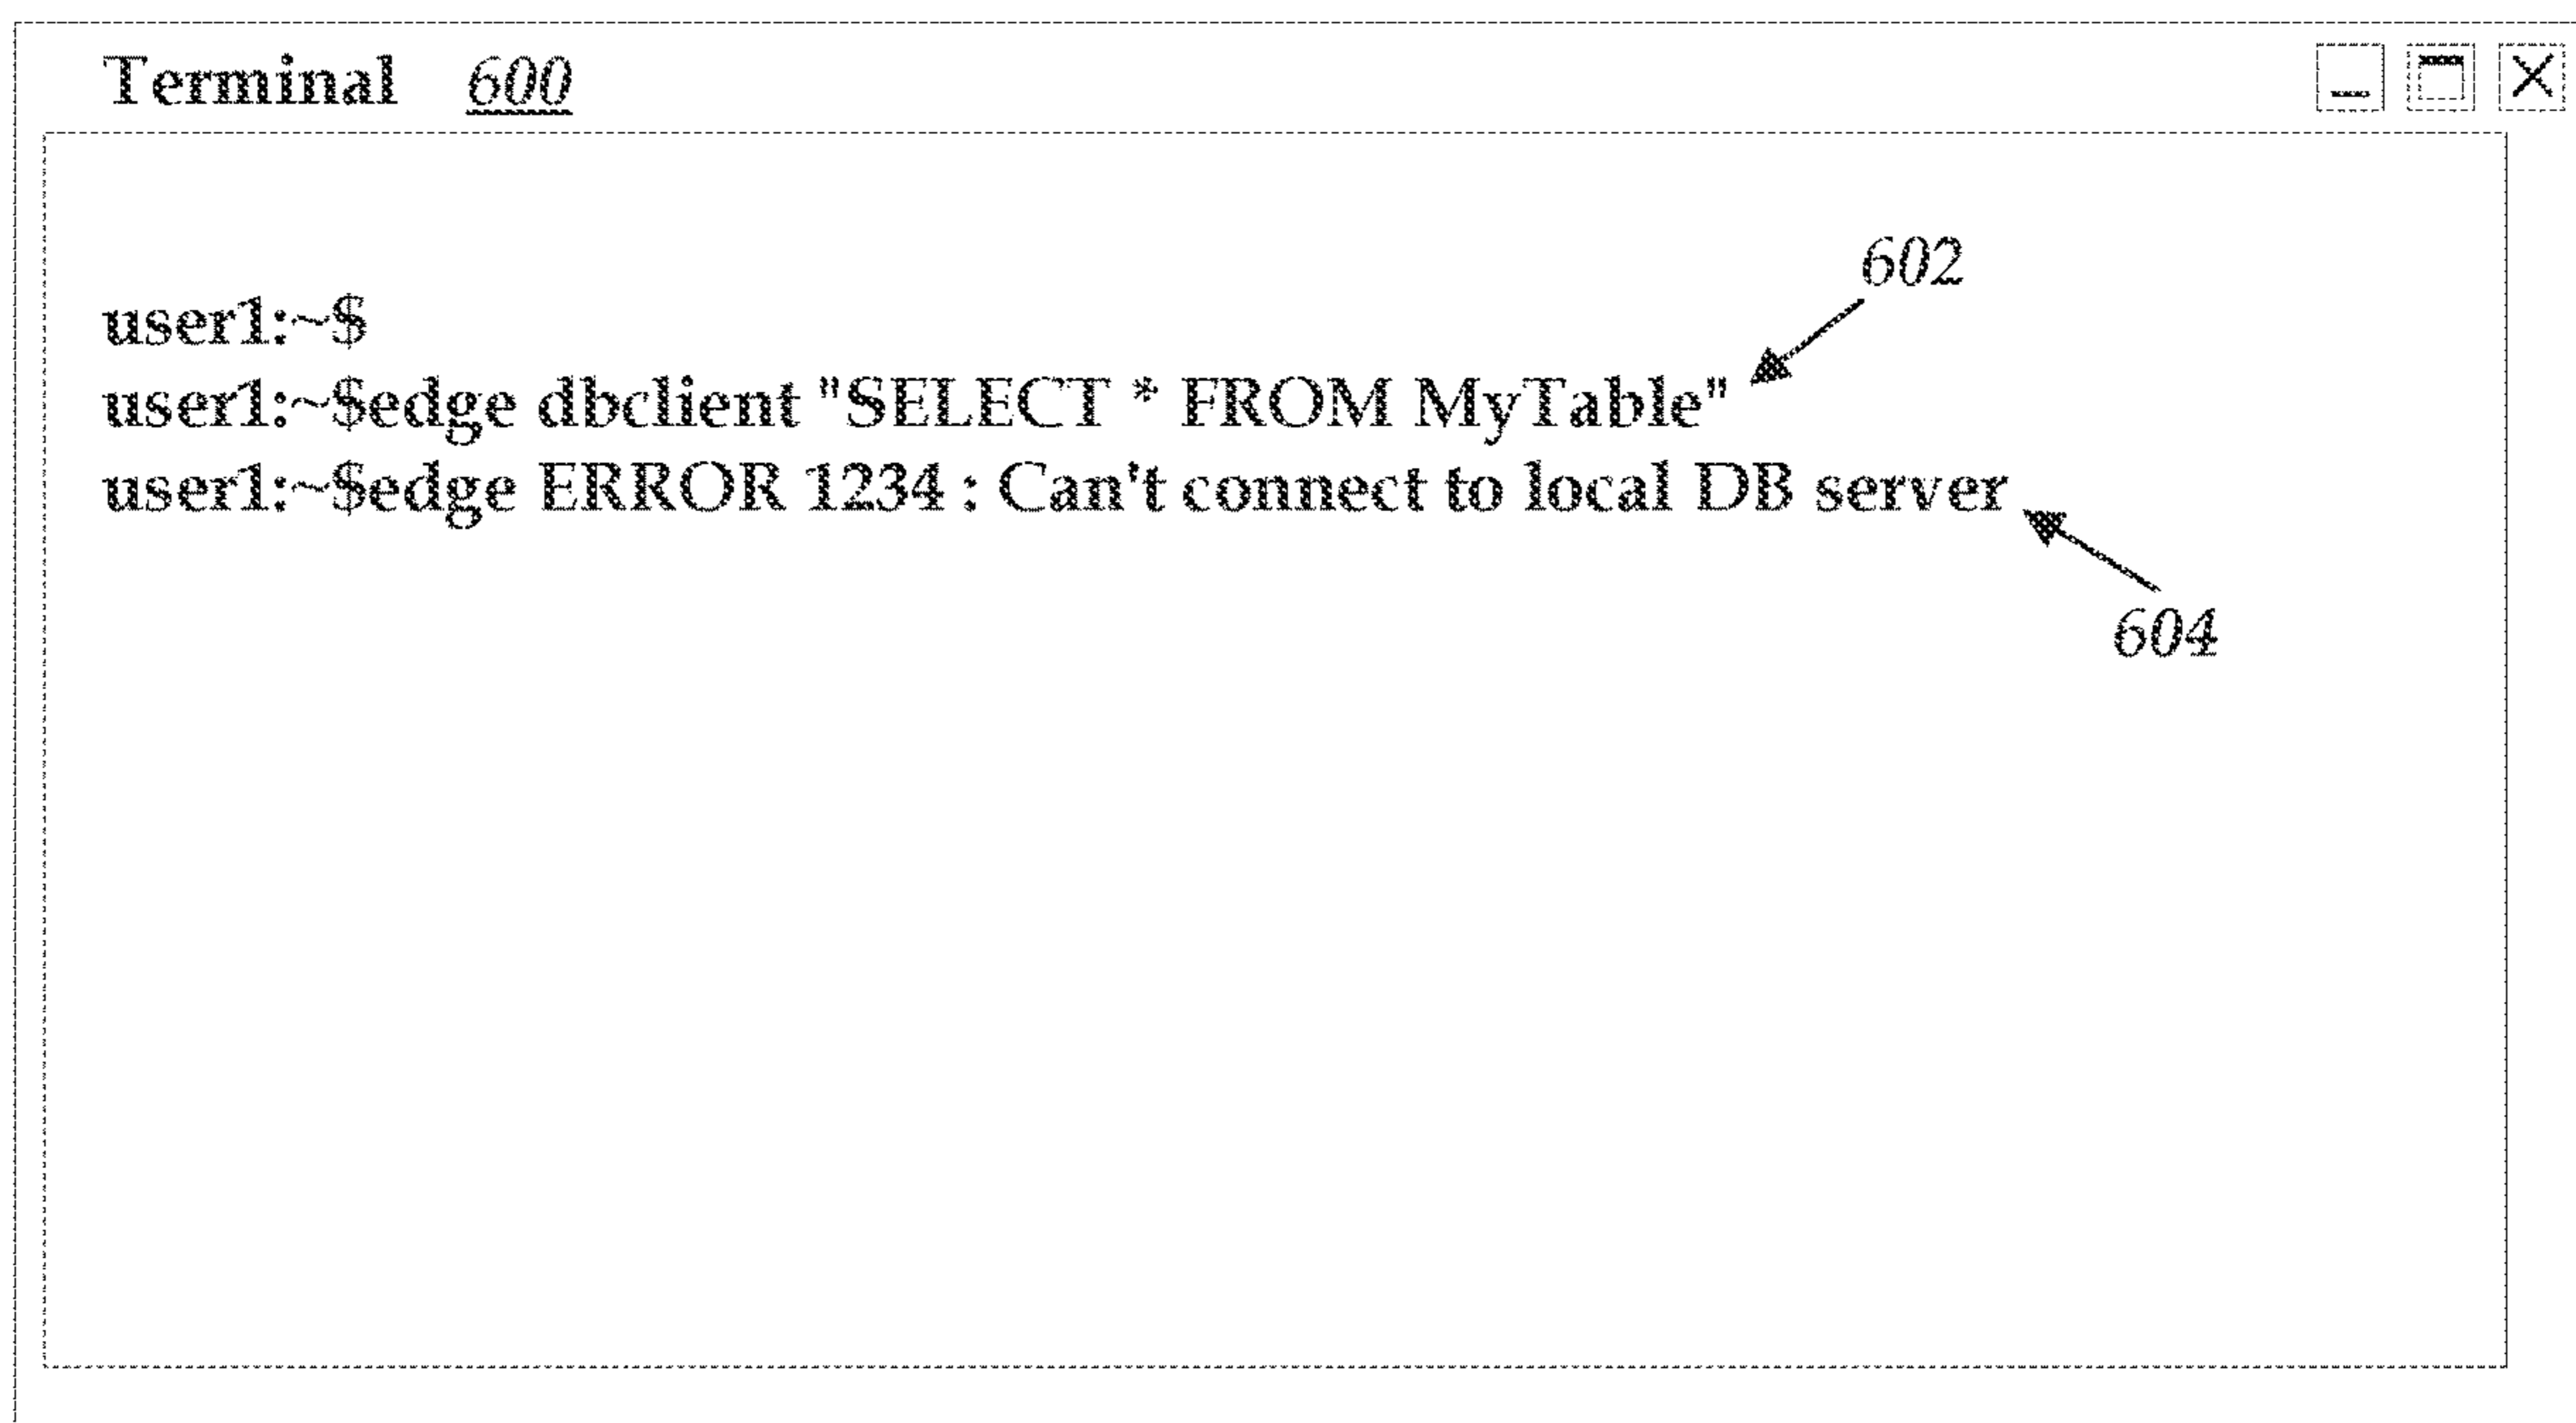 Terminal 600
602
user1:~$
user1:~$edge dbclient "SELECT * FROM MyTable"
user1:~$edge ERROR 1234 : Can't connect to local DB server
604